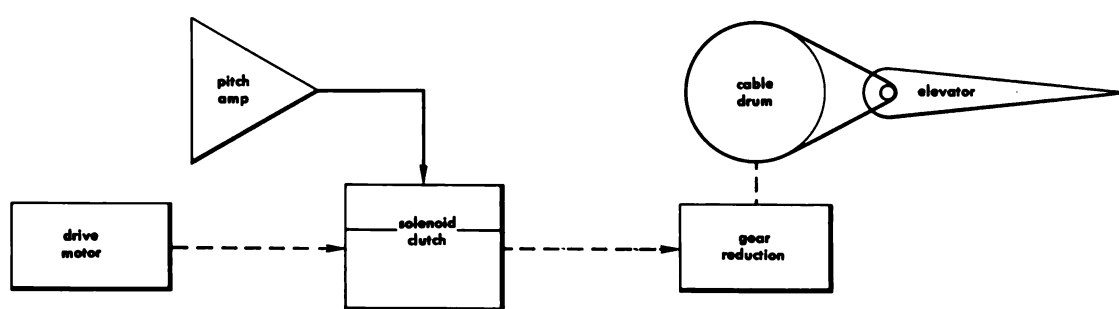 pitch
amp
cable
drum
elevator
drive
motor
solenoid
clutch
gear
reduction